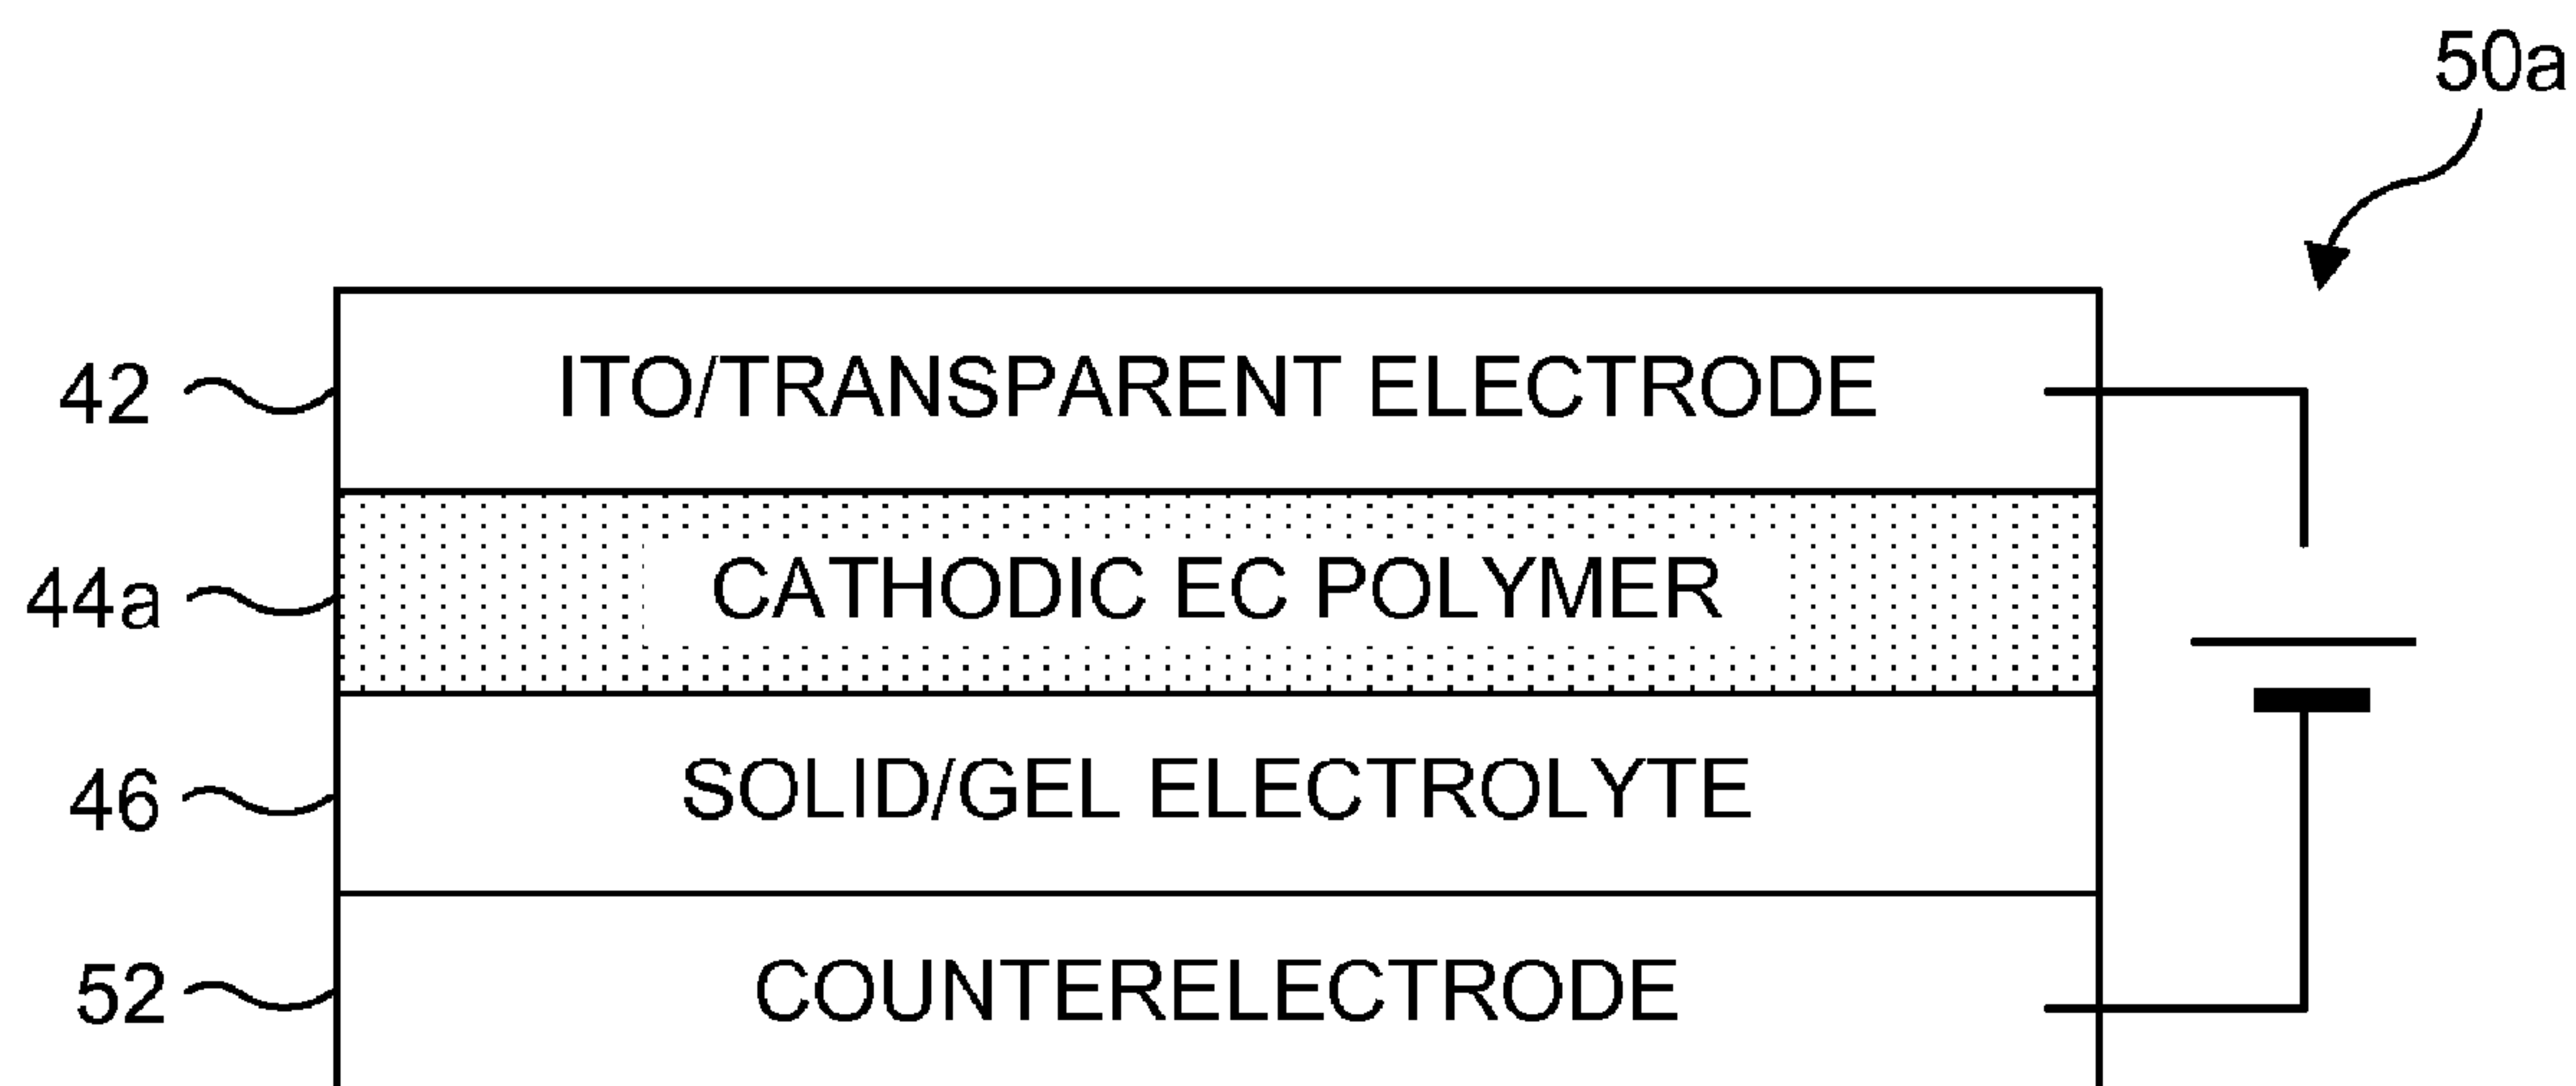 50a
42 ITO/TRANSPARENT ELECTRODE
44a CATHODIC EC POLYMER
46 SOLID/GEL ELECTROLYTE
52 COUNTERELECTRODE